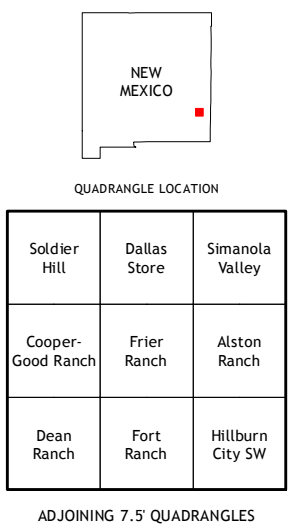 NEW
MEXICO
QUADRANGLE LOCATION
Soldier
Hill
Dallas
Store
Simanola
Valley
Cooper-
Good Ranch
Frier
Ranch
Alston
Ranch
Dean
Ranch
Fort
Ranch
Hillburn
City SW
ADJOINING 7.5' QUADRANGLES